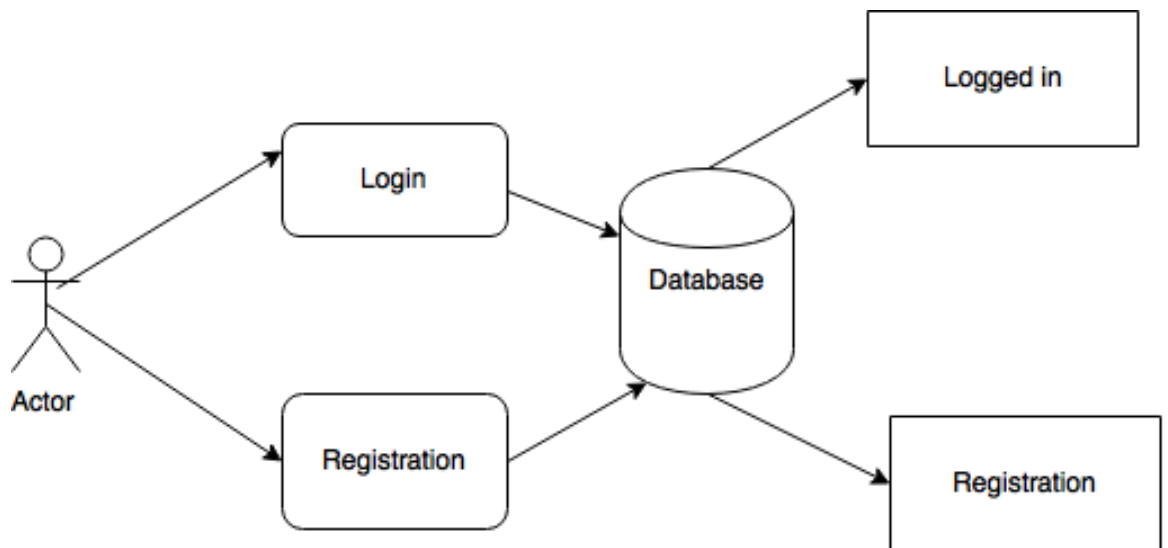 Logged in
Login
Database
Actor
Registration
Registration